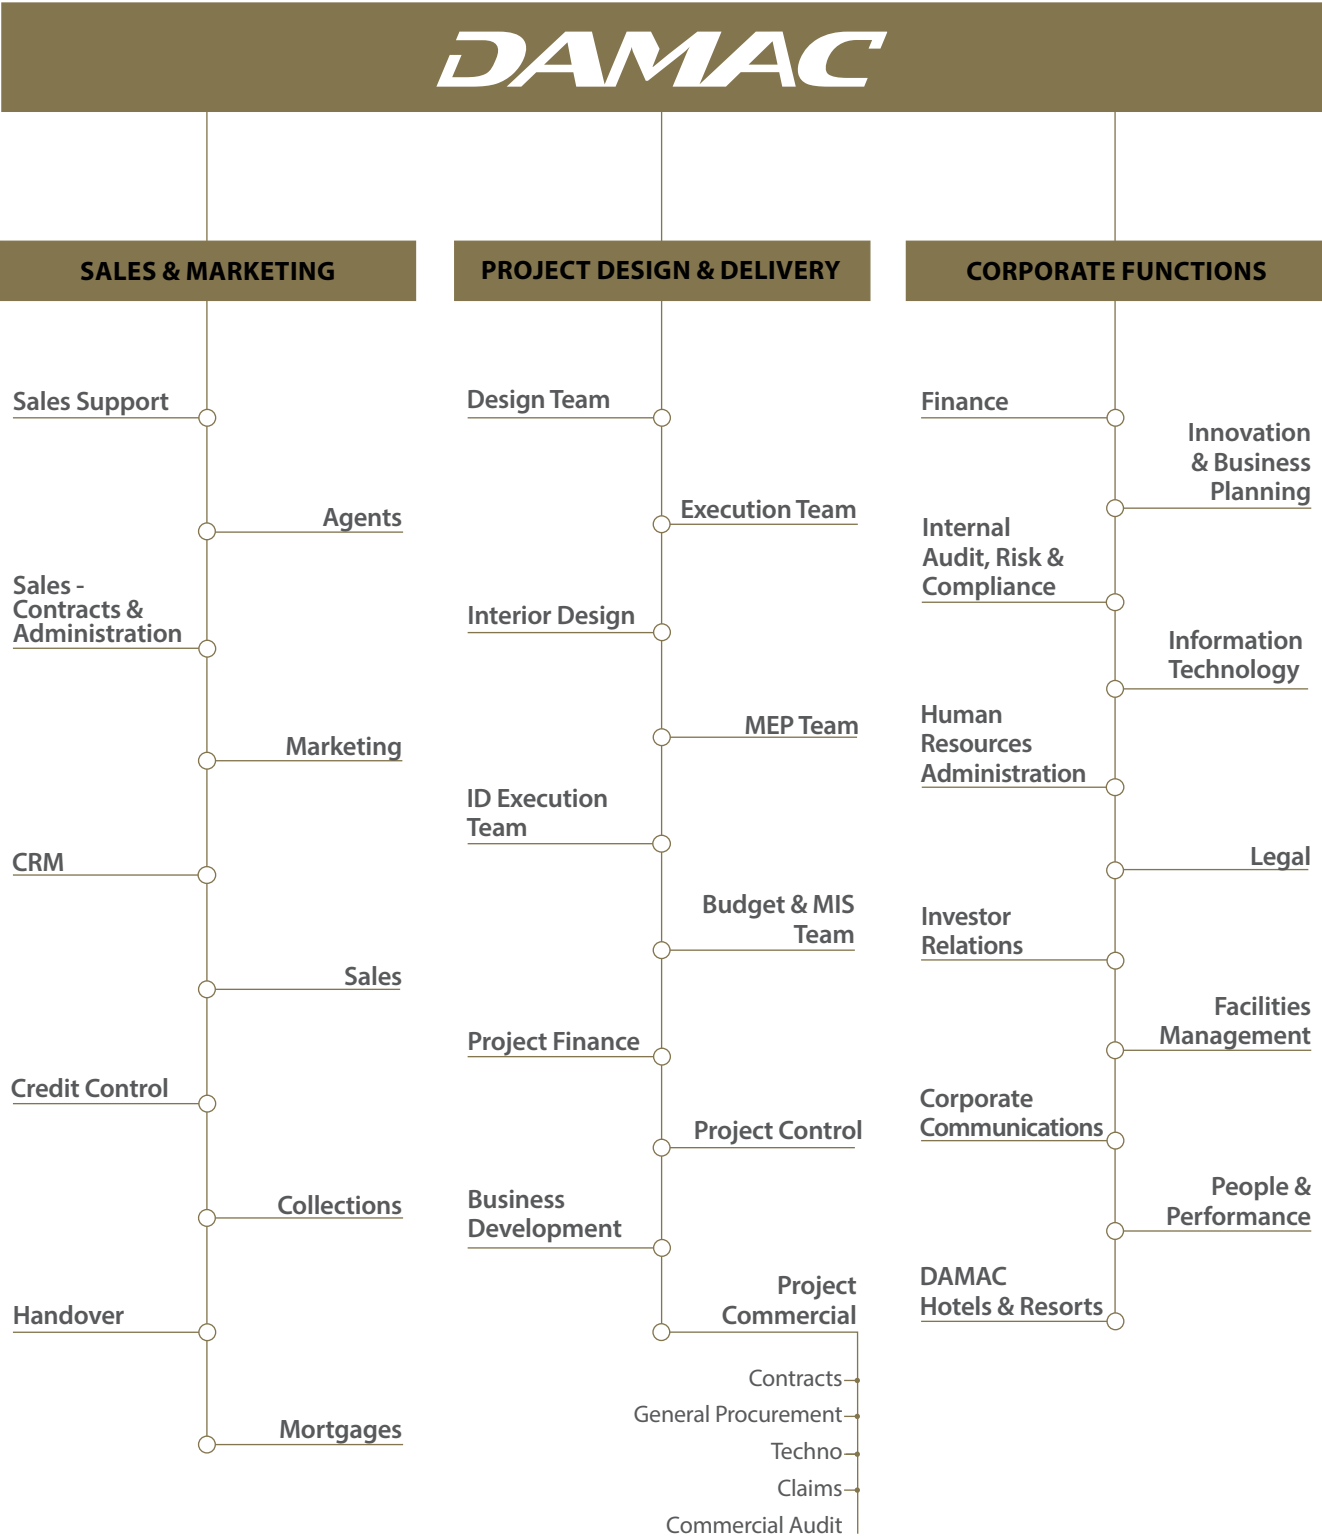 DAMAC
SALES & MARKETING
Sales Support
Agents
Sales -
Contracts &
Administration
Marketing
CRM
Sales
Credit Control
Collections
Handover
Mortgages
PROJECT DESIGN & DELIVERY
Design Team
Execution Team
Interior Design
MEP Team
ID Execution
Team
Budget & MIS
Team
Project Finance
Project Control
Business
Development
Project
Commercial
Contracts
General Procurement
Techno
Claims
Commercial Audit
CORPORATE FUNCTIONS
Finance
Innovation
& Business
Planning
Internal
Audit, Risk &
Compliance
Information
Technology
Human
Resources
Administration
Legal
Investor
Relations
Facilities
Management
Corporate
Communications
People &
Performance
DAMAC
Hotels & Resorts